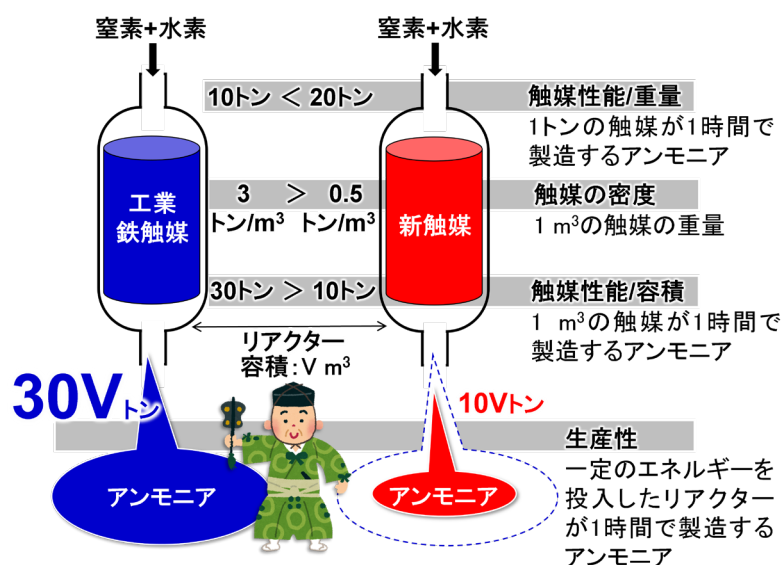 窒素+水素
窒素+水素
10トン < 20トン
触媒性能/重量
1トンの触媒が1時間で
製造するアンモニア
工業
鉄触媒
3 > 0.5
トン/m³ トン/m³
新触媒
触媒の密度
1 m³の触媒の重量
30トン > 10トン
触媒性能/容積
1 m³の触媒が1時間で
製造するアンモニア
リアクター
容積:V m³
30Vトン
10Vトン
生産性
一定のエネルギーを
投入したリアクター
が1時間で製造する
アンモニア
アンモニア
アンモニア